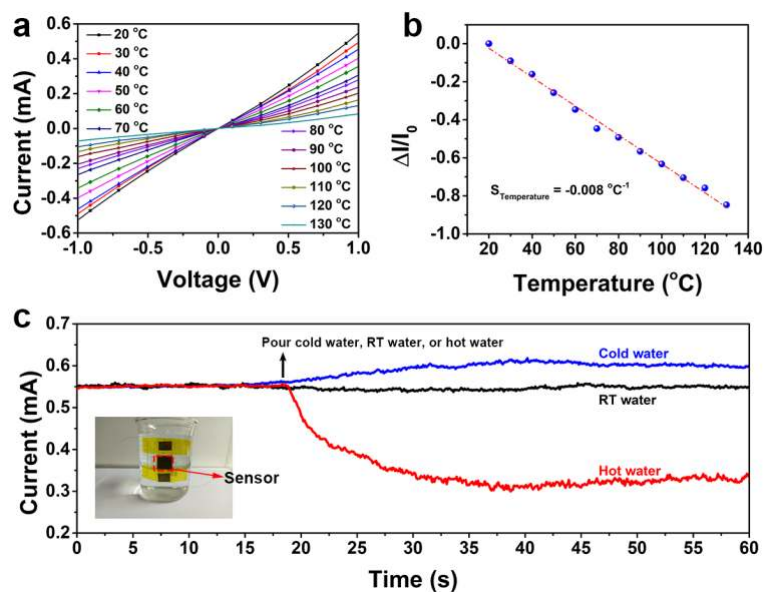 a
0.6
0.4
0.2
0.0
-0.2
-0.4
0.6
Current (mA)
20 °C
30 °C
40 °C
50 °C
60 °C
70 °C
80 °C
90 °C
100 °C
110 °C
120 °C
130 °C
-1.0 -0.5 0.0 0.5 1.0
Voltage (V)
b
0.0
-0.2
-0.4
-0.6
-0.8
-1.0
ΔI/I0
STemperature = -0.008 °C-1
20 40 60 80 100 120 140
Temperature (°C)
c
0.7
0.6
0.5
0.4
0.3
0.2
Current (mA)
Pour cold water, RT water, or hot water
Cold water
RT water
Hot water
Sensor
0 5 10 15 20 25 30 35 40 45 50 55 60
Time (s)